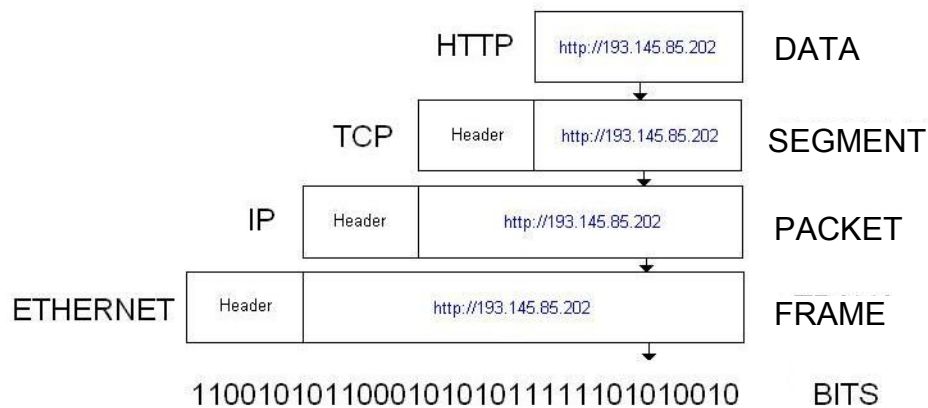 HTTP http://193.145.85.202 DATA
TCP Header http://193.145.85.202 SEGMENT
IP Header http://193.145.85.202 PACKET
ETHERNET Header http://193.145.85.202 FRAME
110010101100010101011111101010010 BITS